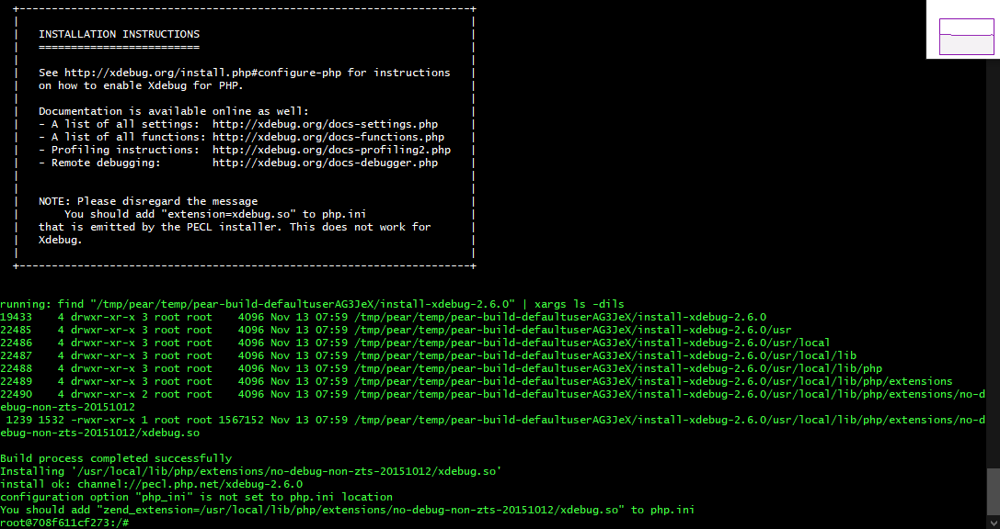 +----------------------------------------------------------------------+
|                                                                      |
|   INSTALLATION INSTRUCTIONS                                          |
|   =========================                                          |
|                                                                      |
|   See http://xdebug.org/install.php#configure-php for instructions   |
|   on how to enable Xdebug for PHP.                                   |
|                                                                      |
|   Documentation is available online as well:                         |
|   - A list of all settings:  http://xdebug.org/docs-settings.php     |
|   - A list of all functions: http://xdebug.org/docs-functions.php    |
|   - Profiling instructions:  http://xdebug.org/docs-profiling2.php   |
|   - Remote debugging:        http://xdebug.org/docs-debugger.php     |
|                                                                      |
|                                                                      |
|   NOTE: Please disregard the message                                 |
|       You should add "extension=xdebug.so" to php.ini                |
|   that is emitted by the PECL installer. This does not work for      |
|   Xdebug.                                                            |
|                                                                      |
+----------------------------------------------------------------------+
running: find "/tmp/pear/temp/pear-build-defaultuserAG3JeX/install-xdebug-2.6.0" | xargs ls -dils
19433    4 drwxr-xr-x 3 root root    4096 Nov 13 07:59 /tmp/pear/temp/pear-build-defaultuserAG3JeX/install-xdebug-2.6.0
22485    4 drwxr-xr-x 3 root root    4096 Nov 13 07:59 /tmp/pear/temp/pear-build-defaultuserAG3JeX/install-xdebug-2.6.0/usr
22486    4 drwxr-xr-x 3 root root    4096 Nov 13 07:59 /tmp/pear/temp/pear-build-defaultuserAG3JeX/install-xdebug-2.6.0/usr/local
22487    4 drwxr-xr-x 3 root root    4096 Nov 13 07:59 /tmp/pear/temp/pear-build-defaultuserAG3JeX/install-xdebug-2.6.0/usr/local/lib
22488    4 drwxr-xr-x 3 root root    4096 Nov 13 07:59 /tmp/pear/temp/pear-build-defaultuserAG3JeX/install-xdebug-2.6.0/usr/local/lib/php
22489    4 drwxr-xr-x 3 root root    4096 Nov 13 07:59 /tmp/pear/temp/pear-build-defaultuserAG3JeX/install-xdebug-2.6.0/usr/local/lib/php/extensions
22490    4 drwxr-xr-x 2 root root    4096 Nov 13 07:59 /tmp/pear/temp/pear-build-defaultuserAG3JeX/install-xdebug-2.6.0/usr/local/lib/php/extensions/no-d
ebug-non-zts-20151012
 1239 1532 -rwxr-xr-x 1 root root 1567152 Nov 13 07:59 /tmp/pear/temp/pear-build-defaultuserAG3JeX/install-xdebug-2.6.0/usr/local/lib/php/extensions/no-d
ebug-non-zts-20151012/xdebug.so
Build process completed successfully
Installing '/usr/local/lib/php/extensions/no-debug-non-zts-20151012/xdebug.so'
install ok: channel://pecl.php.net/xdebug-2.6.0
configuration option "php_ini" is not set to php.ini location
You should add "zend_extension=/usr/local/lib/php/extensions/no-debug-non-zts-20151012/xdebug.so" to php.ini
root@708f611cf273:/#